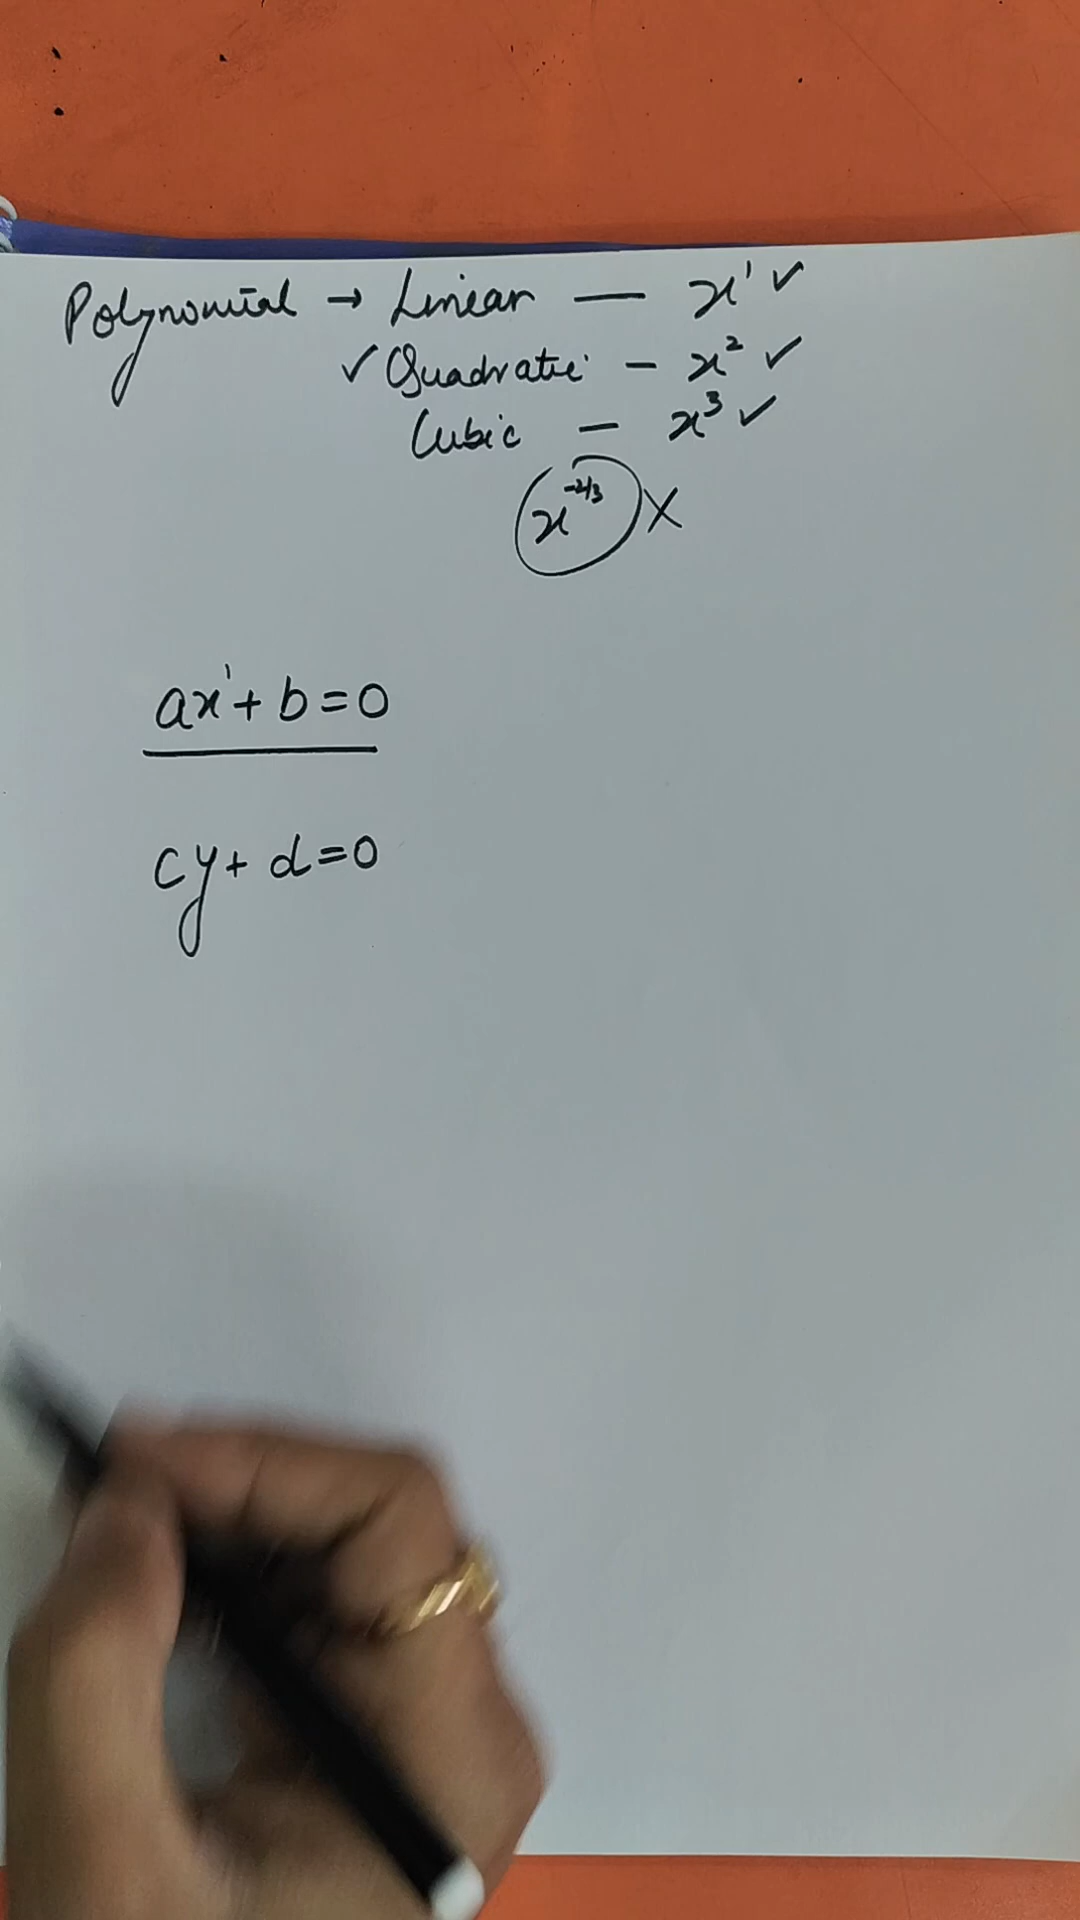 Polynomial → Linear — x¹ ✓
✓ Quadratic - x² ✓
Cubic - x³ ✓
x^-2/3 X
ax¹ + b = 0
cy + d = 0